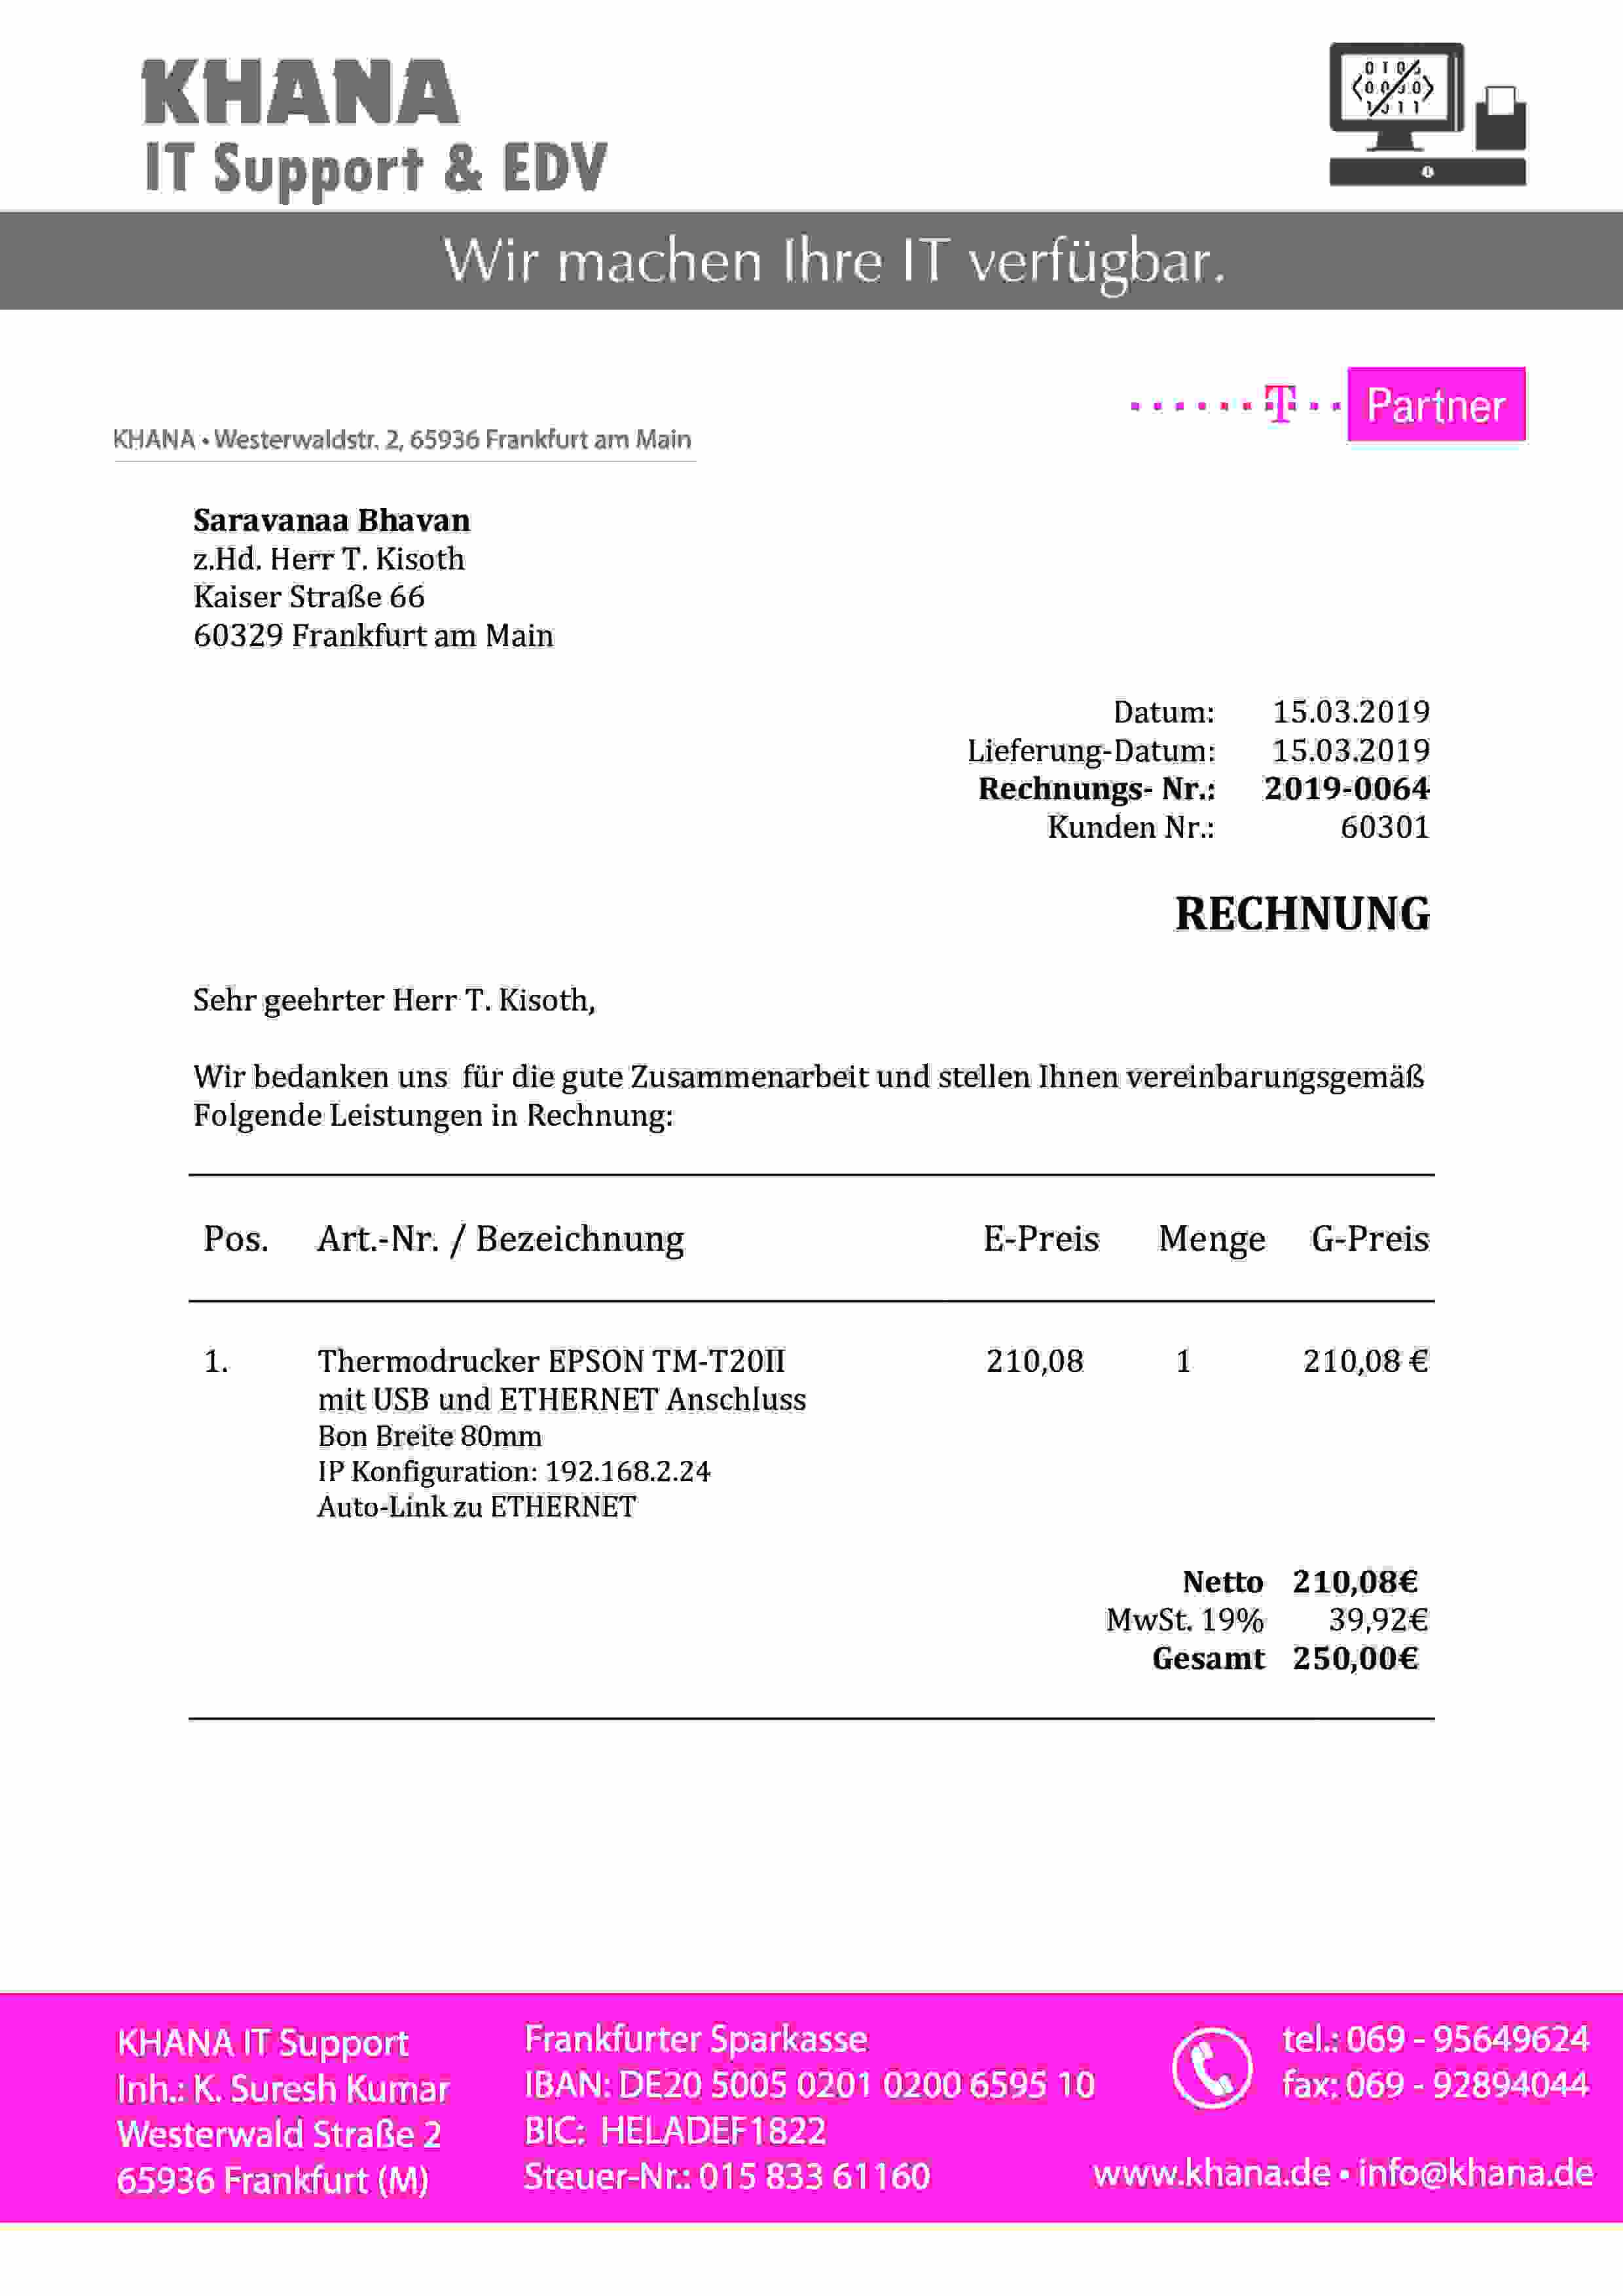 KHANA
IT Support & EDV
Wir machen Ihre IT verfügbar.
T Partner
KHANA • Westerwaldstr. 2, 65936 Frankfurt am Main
Saravanaa Bhavan
z.Hd. Herr T. Kisoth
Kaiser Straße 66
60329 Frankfurt am Main
Datum: 15.03.2019
Lieferung-Datum: 15.03.2019
Rechnungs- Nr.: 2019-0064
Kunden Nr.: 60301
RECHNUNG
Sehr geehrter Herr T. Kisoth,
Wir bedanken uns für die gute Zusammenarbeit und stellen Ihnen vereinbarungsgemäß
Folgende Leistungen in Rechnung:
Pos. Art.-Nr. / Bezeichnung E-Preis Menge G-Preis
1. Thermodrucker EPSON TM-T20II 210,08 1 210,08 €
mit USB und ETHERNET Anschluss
Bon Breite 80mm
IP Konfiguration: 192.168.2.24
Auto-Link zu ETHERNET
Netto 210,08€
MwSt. 19% 39,92€
Gesamt 250,00€
KHANA IT Support
Inh.: K. Suresh Kumar
Westerwald Straße 2
65936 Frankfurt (M)
Frankfurter Sparkasse
IBAN: DE20 5005 0201 0200 6595 10
BIC: HELADEF1822
Steuer-Nr.: 015 833 61160
tel.: 069 - 95649624
fax: 069 - 92894044
www.khana.de • info@khana.de